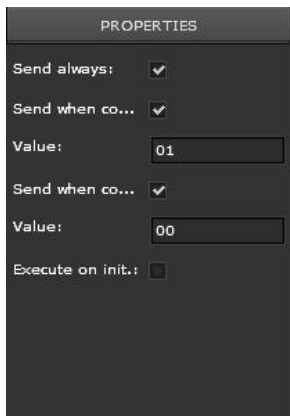 PROPERTIES
Send always:
Send when co...
Value: 01
Send when co...
Value: 00
Execute on init.: